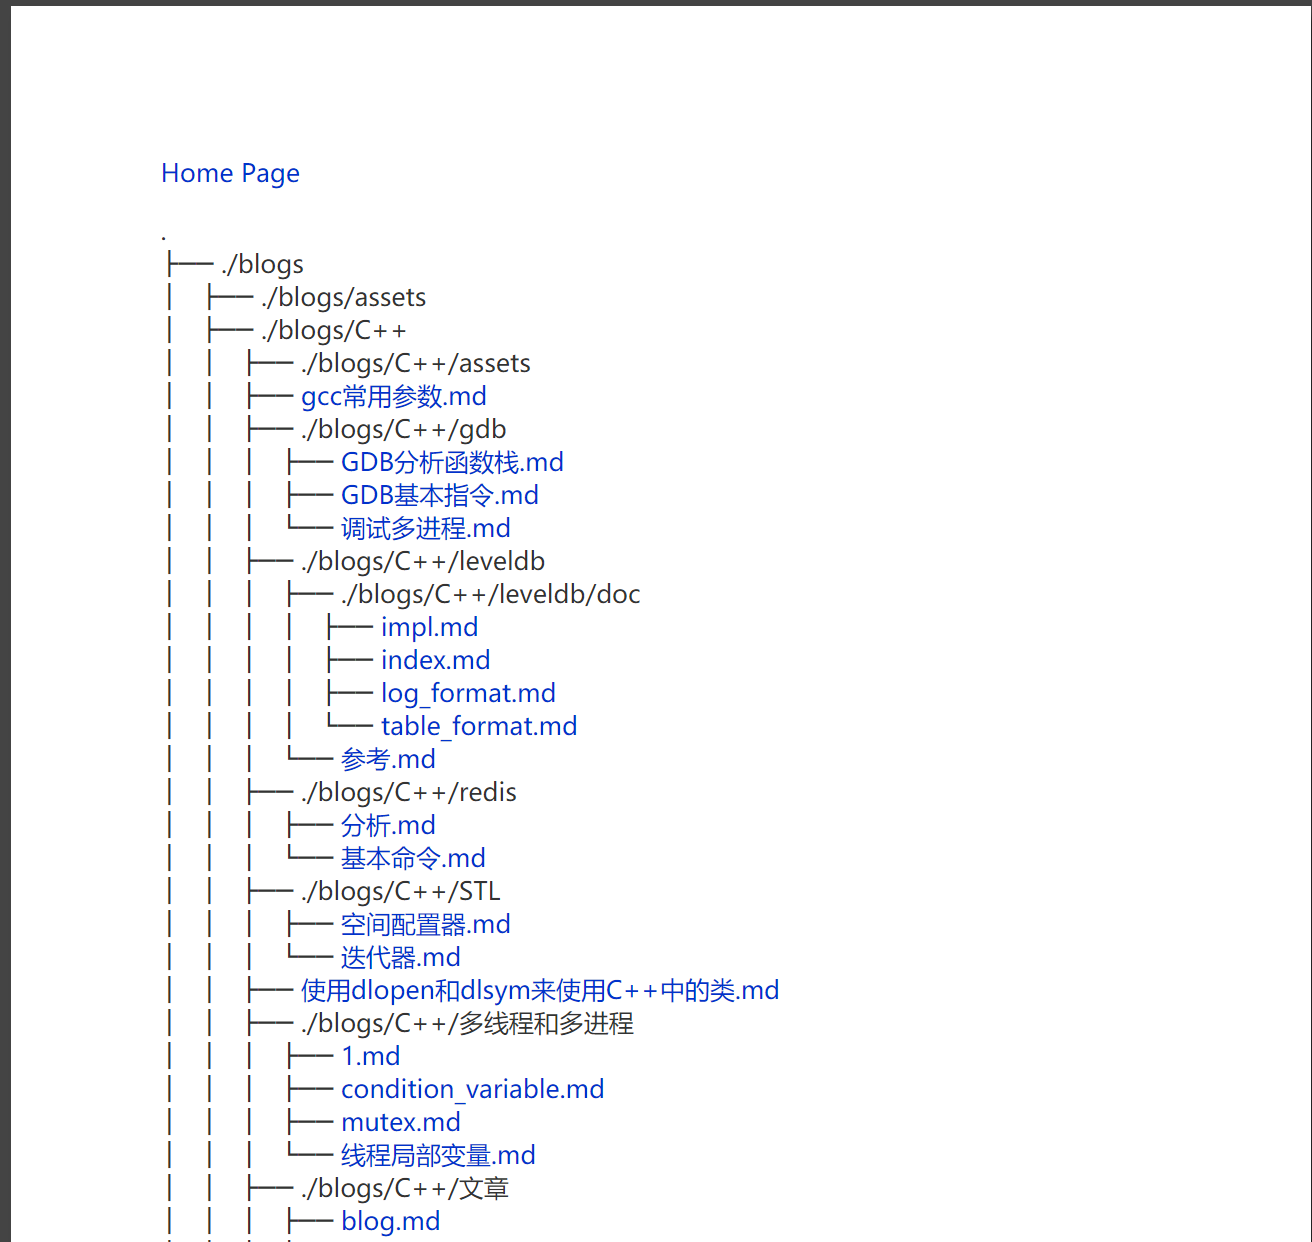 Home Page
.
├── ./blogs
│   ├── ./blogs/assets
│   ├── ./blogs/C++
│   │   ├── ./blogs/C++/assets
│   │   ├── gcc常用参数.md
│   │   ├── ./blogs/C++/gdb
│   │   │   ├── GDB分析函数栈.md
│   │   │   ├── GDB基本指令.md
│   │   │   └── 调试多进程.md
│   │   ├── ./blogs/C++/leveldb
│   │   │   ├── ./blogs/C++/leveldb/doc
│   │   │   │   ├── impl.md
│   │   │   │   ├── index.md
│   │   │   │   ├── log_format.md
│   │   │   │   └── table_format.md
│   │   │   └── 参考.md
│   │   ├── ./blogs/C++/redis
│   │   │   ├── 分析.md
│   │   │   └── 基本命令.md
│   │   ├── ./blogs/C++/STL
│   │   │   ├── 空间配置器.md
│   │   │   └── 迭代器.md
│   │   ├── 使用dlopen和dlsym来使用C++中的类.md
│   │   ├── ./blogs/C++/多线程和多进程
│   │   │   ├── 1.md
│   │   │   ├── condition_variable.md
│   │   │   ├── mutex.md
│   │   │   └── 线程局部变量.md
│   │   ├── ./blogs/C++/文章
│   │   │   ├── blog.md